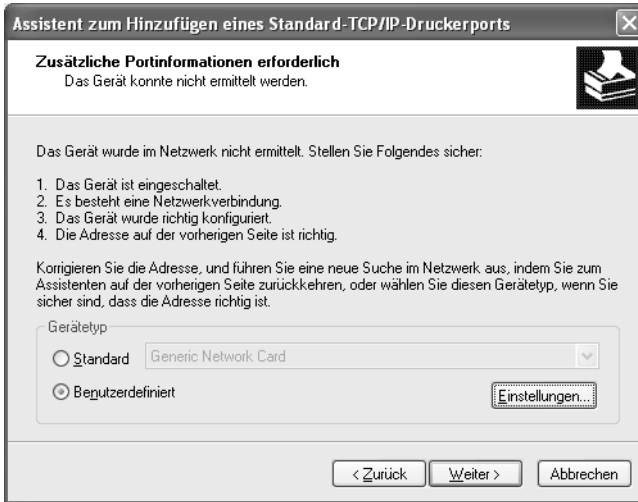 Assistent zum Hinzufügen eines Standard-TCP/IP-Druckerports
Zusätzliche Portinformationen erforderlich
Das Gerät konnte nicht ermittelt werden.
Das Gerät wurde im Netzwerk nicht ermittelt. Stellen Sie Folgendes sicher:
1. Das Gerät ist eingeschaltet.
2. Es besteht eine Netzwerkverbindung.
3. Das Gerät wurde richtig konfiguriert.
4. Die Adresse auf der vorherigen Seite ist richtig.
Korrigieren Sie die Adresse, und führen Sie eine neue Suche im Netzwerk aus, indem Sie zum
Assistenten auf der vorherigen Seite zurückkehren, oder wählen Sie diesen Gerätetyp, wenn Sie
sicher sind, dass die Adresse richtig ist.
Gerätetyp
Standard Generic Network Card
Benutzerdefiniert Einstellungen...
< Zurück Weiter > Abbrechen